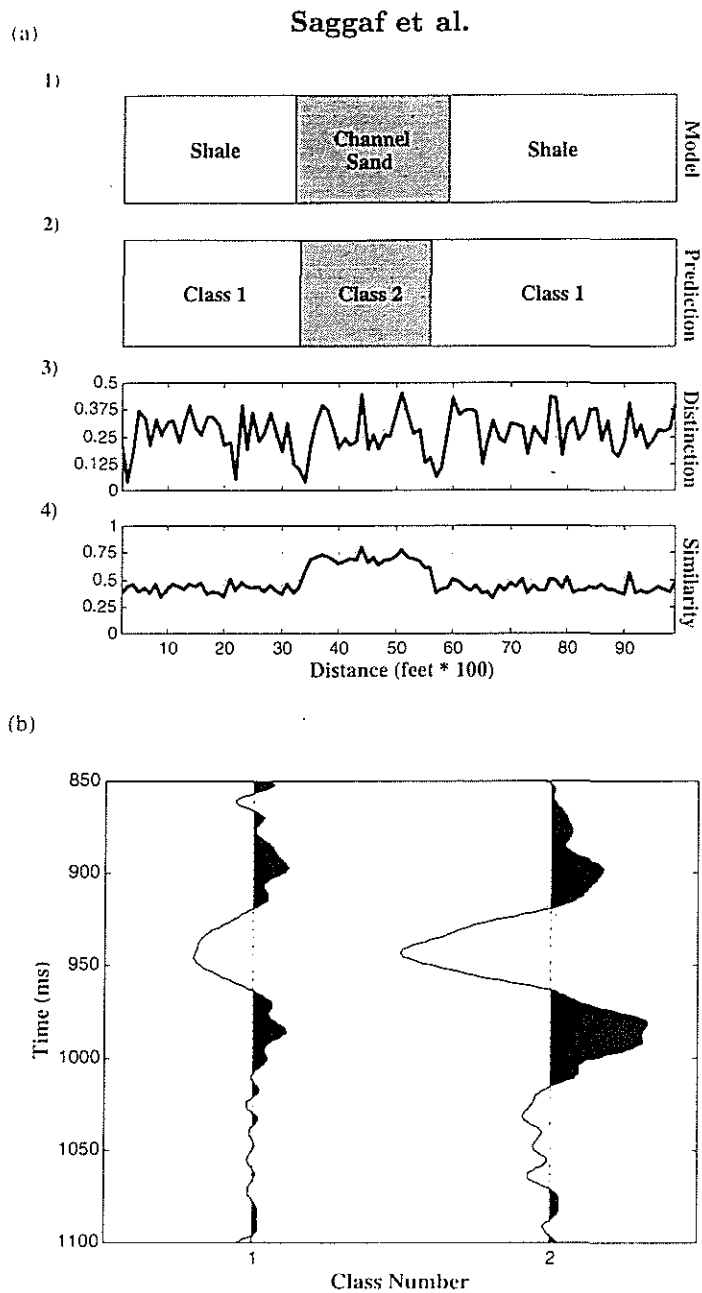 Saggaf et al.
(a)
1)
Shale
Channel
Sand
Shale
Model
2)
Class 1
Class 2
Class 1
Prediction
3)
0.5
0.375
0.25
0.125
0
Distinction
4)
1
0.75
0.5
0.25
0
Similarity
10 20 30 40 50 60 70 80 90
Distance (feet * 100)
(b)
850
900
950
1000
1050
1100
Time (ms)
1 2
Class Number